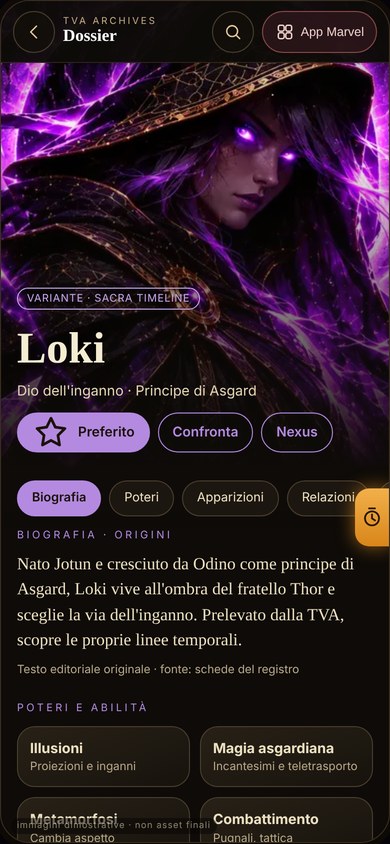 TVA ARCHIVES
Dossier
App Marvel
VARIANTE · SACRA TIMELINE
Loki
Dio dell'inganno · Principe di Asgard
Preferito
Confronta
Nexus
Biografia
Poteri
Apparizioni
Relazioni
BIOGRAFIA · ORIGINI
Nato Jotun e cresciuto da Odino come principe di
Asgard, Loki vive all'ombra del fratello Thor e
sceglie la via dell'inganno. Prelevato dalla TVA,
scopre le proprie linee temporali.
Testo editoriale originale · fonte: schede del registro
POTERI E ABILITÀ
Illusioni
Proiezioni e inganni
Magia asgardiana
Incantesimi e teletrasporto
Metamorfosi
Cambia aspetto
Combattimento
Pugnali, tattica
immagini dimostrative · non asset finali